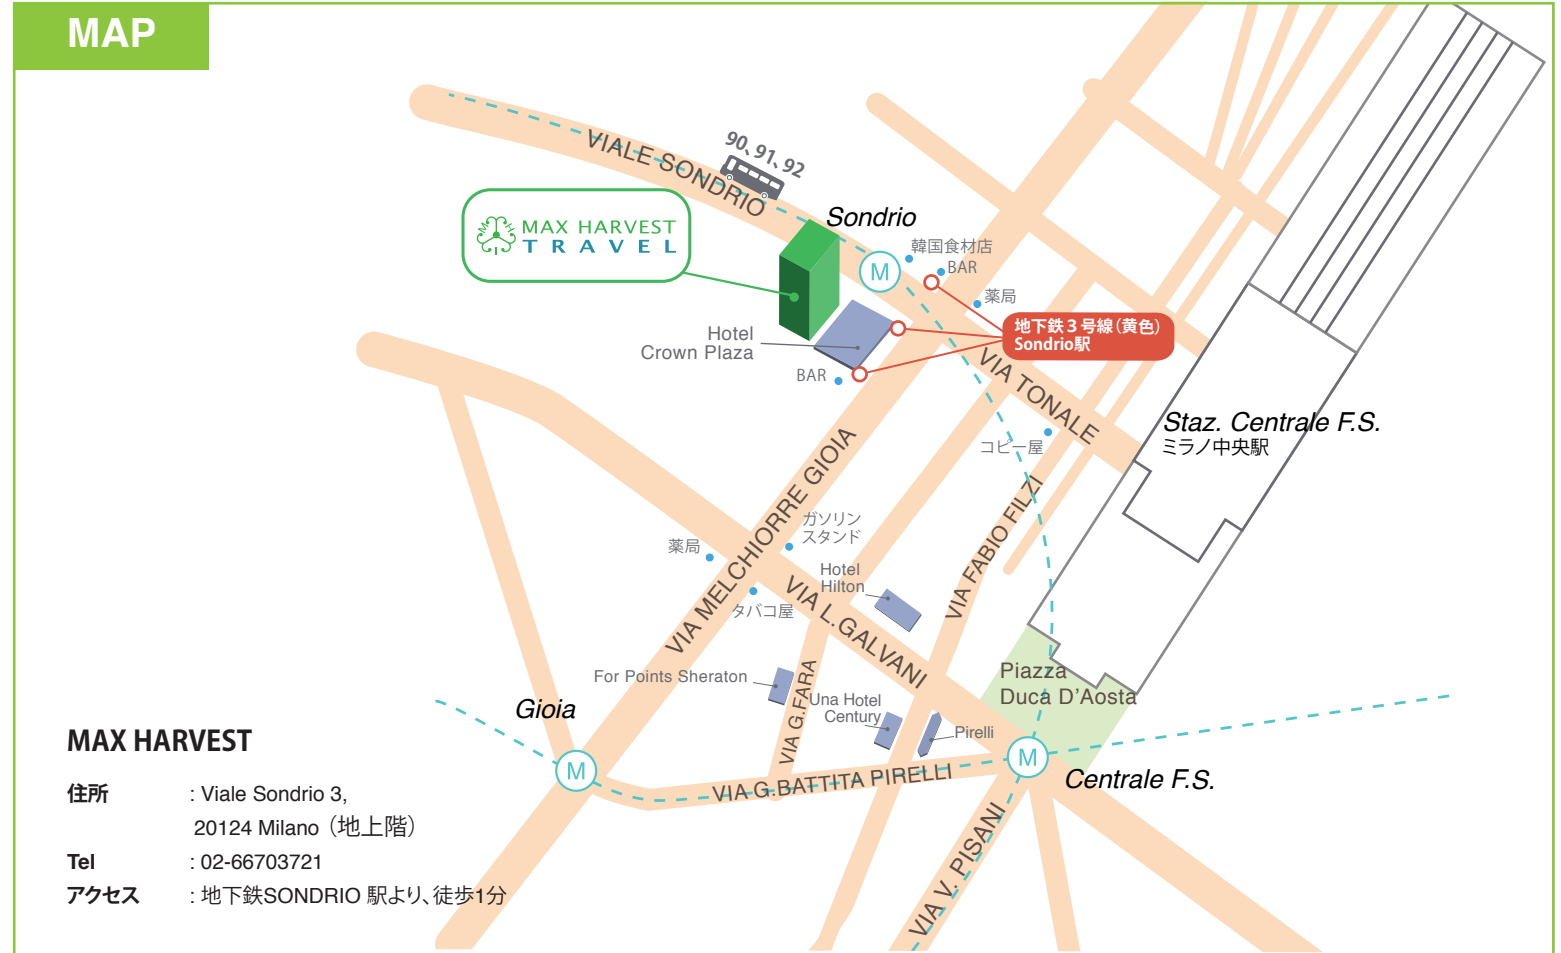 MAP
90、91、92
VIALE SONDRIO
Sondrio
MAX HARVEST
TRAVEL
M
韓国食材店
BAR
薬局
地下鉄3号線(黄色)
Sondrio駅
Hotel
Crown Plaza
BAR
VIA TONALE
Staz. Centrale F.S.
ミラノ中央駅
コピー屋
VIA MELCHIORRE GIOIA
VIA FABIO FILZI
ガソリン
スタンド
薬局
タバコ屋
Hotel
Hilton
VIA L.GALVANI
For Points Sheraton
VIA G.FARA
Una Hotel
Century
Pirelli
Piazza
Duca D'Aosta
Gioia
M
M
Centrale F.S.
VIA G.BATTITA PIRELLI
VIA V. PISANI
MAX HARVEST
住所 : Viale Sondrio 3,
20124 Milano（地上階）
Tel : 02-66703721
アクセス : 地下鉄SONDRIO 駅より、徒歩1分